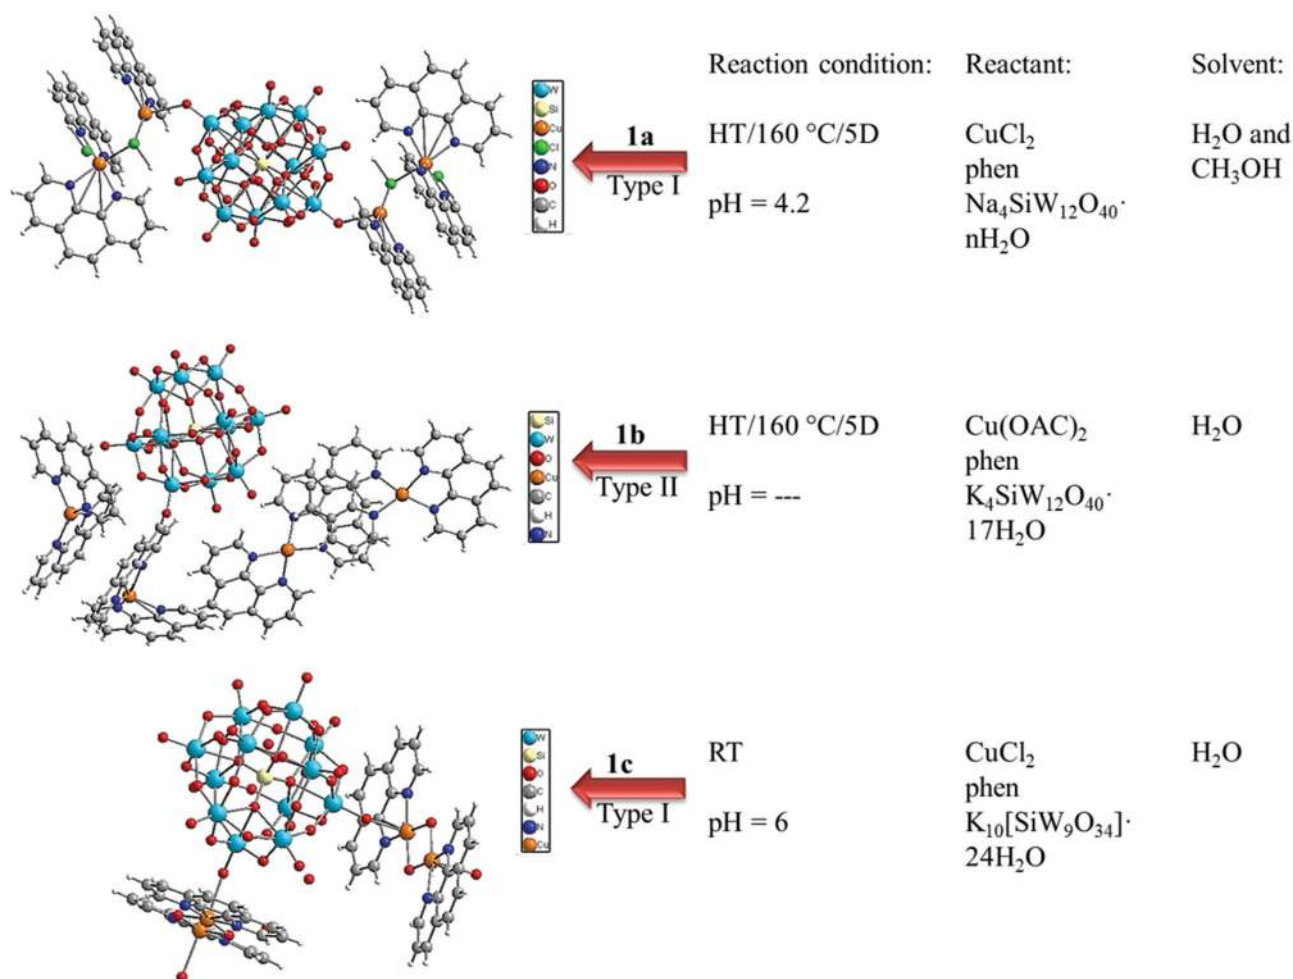 Reaction condition: Reactant: Solvent:
W
Si
Cu
Cl
N
O
C
H
1a
Type I
HT/160 °C/5D
pH = 4.2
CuCl₂
phen
Na₄SiW₁₂O₄₀·
nH₂O
H₂O and
CH₃OH
Si
W
O
Cu
C
H
N
1b
Type II
HT/160 °C/5D
pH = ---
Cu(OAC)₂
phen
K₄SiW₁₂O₄₀·
17H₂O
H₂O
W
Si
O
C
H
N
Cu
1c
Type I
RT
pH = 6
CuCl₂
phen
K₁₀[SiW₉O₃₄]·
24H₂O
H₂O